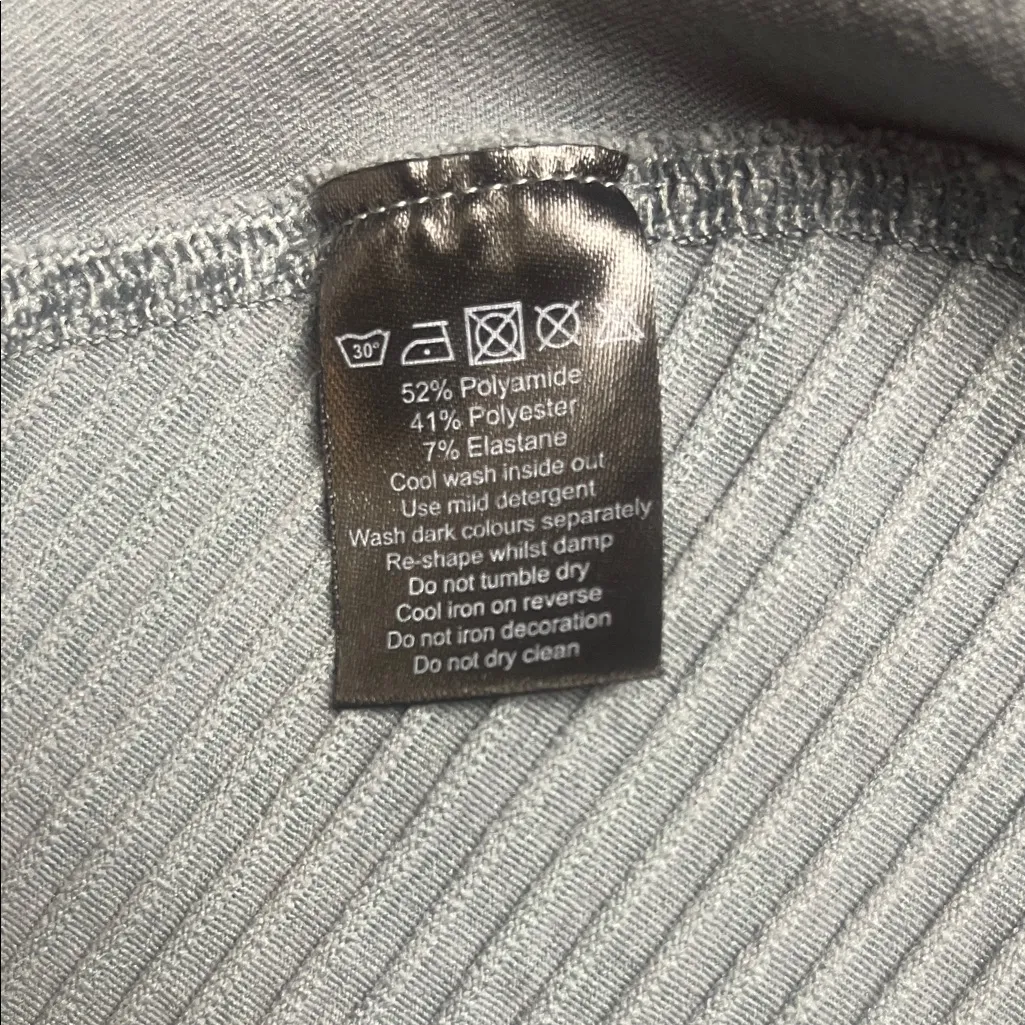 30°
52% Polyamide
41% Polyester
7% Elastane
Cool wash inside out
Use mild detergent
Wash dark colours separately
Re-shape whilst damp
Do not tumble dry
Cool iron on reverse
Do not iron decoration
Do not dry clean